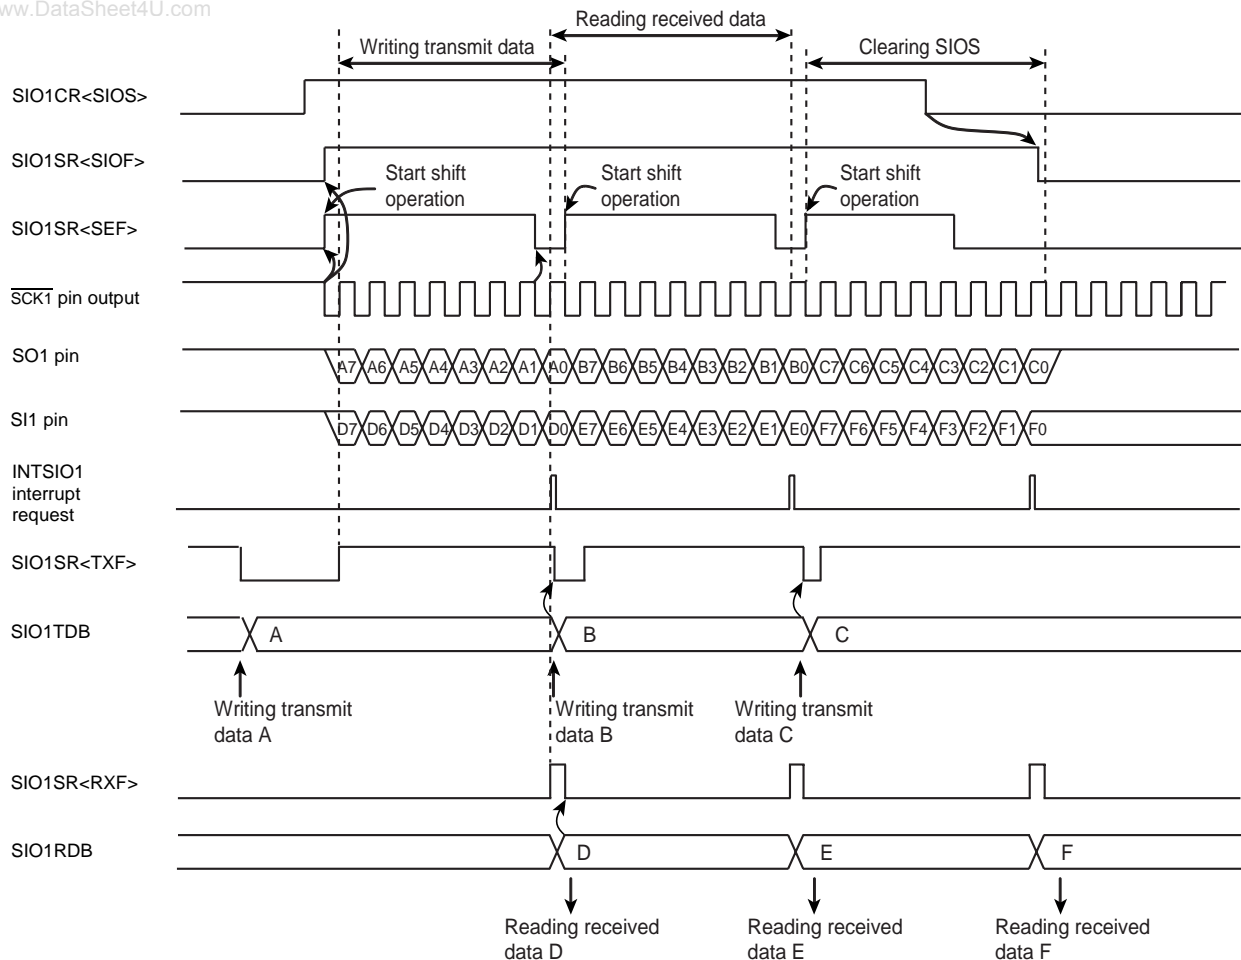 www.DataSheet4U.com
Reading received data
Writing transmit data
Clearing SIOS
SIO1CR<SIOS>
SIO1SR<SIOF>
Start shift
operation
Start shift
operation
Start shift
operation
SIO1SR<SEF>
SCK1 pin output
SO1 pin
A7 A6 A5 A4 A3 A2 A1 A0 B7 B6 B5 B4 B3 B2 B1 B0 C7 C6 C5 C4 C3 C2 C1 C0
SI1 pin
D7 D6 D5 D4 D3 D2 D1 D0 E7 E6 E5 E4 E3 E2 E1 E0 F7 F6 F5 F4 F3 F2 F1 F0
INTSIO1
interrupt
request
SIO1SR<TXF>
SIO1TDB
A
B
C
Writing transmit
data A
Writing transmit
data B
Writing transmit
data C
SIO1SR<RXF>
SIO1RDB
D
E
F
Reading received
data D
Reading received
data E
Reading received
data F